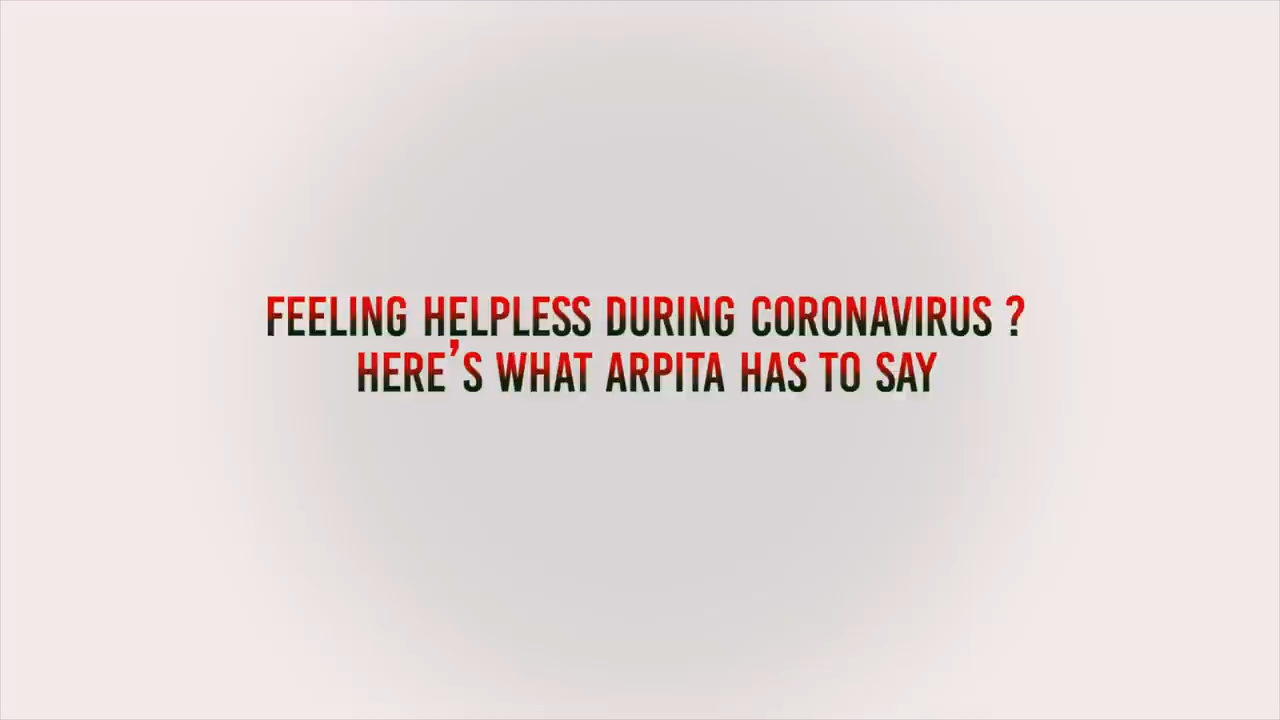 FEELING HELPLESS DURING CORONAVIRUS ?
HERE'S WHAT ARPITA HAS TO SAY